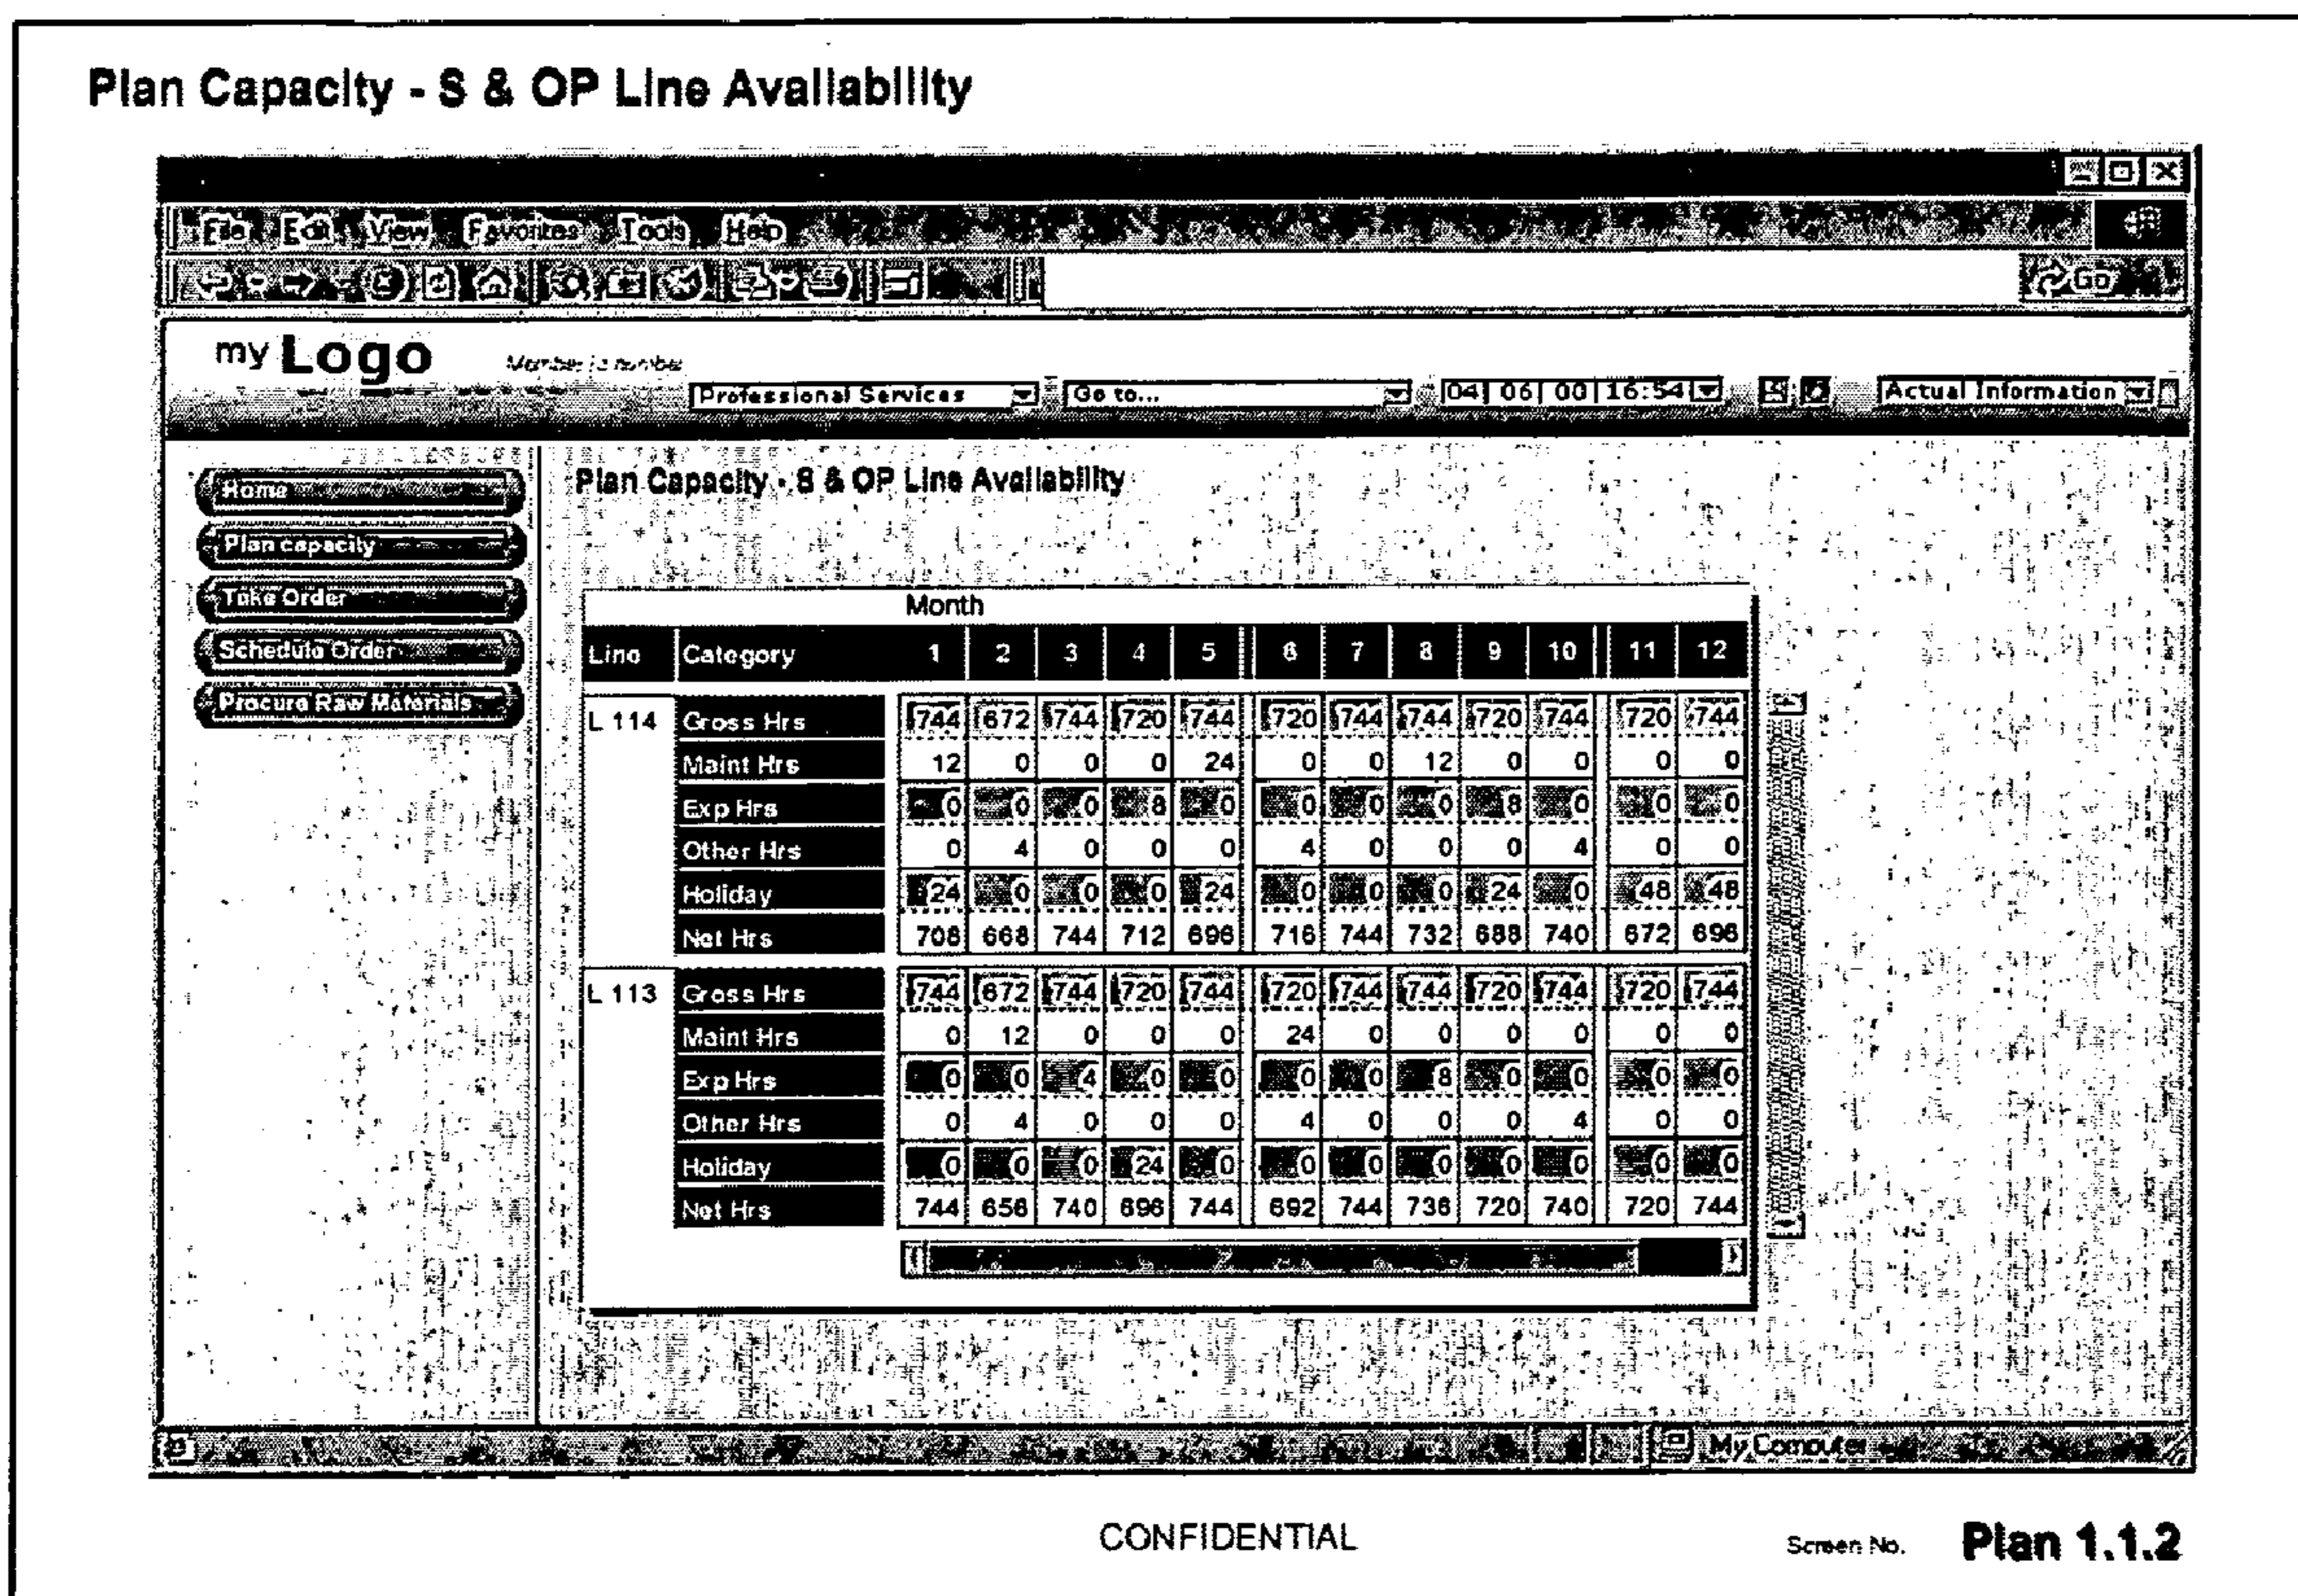 Plan Capacity - S & OP Line Availability
File Edit View Favorites Tools Help
Go
my Logo
Member is number
Professional Services Go to... 04 06 00 16:54 Actual Information
Home
Plan capacity
Take Order
Schedule Order
Procure Raw Materials
Plan Capacity - S & OP Line Availability
Month
Line Category 1 2 3 4 5 6 7 8 9 10 11 12
L 114 Gross Hrs 744 672 744 720 744 720 744 744 720 744 720 744
Maint Hrs 12 0 0 0 24 0 0 12 0 0 0 0
Exp Hrs 0 0 0 8 0 0 0 0 8 0 0 0
Other Hrs 0 4 0 0 0 4 0 0 0 4 0 0
Holiday 24 0 0 0 24 0 0 0 24 0 48 48
Net Hrs 708 668 744 712 696 716 744 732 688 740 672 696
L 113 Gross Hrs 744 672 744 720 744 720 744 744 720 744 720 744
Maint Hrs 0 12 0 0 0 24 0 0 0 0 0 0
Exp Hrs 0 0 4 0 0 0 0 8 0 0 0 0
Other Hrs 0 4 0 0 0 4 0 0 0 4 0 0
Holiday 0 0 0 24 0 0 0 0 0 0 0 0
Net Hrs 744 656 740 696 744 692 744 736 720 740 720 744
My Computer
CONFIDENTIAL
Screen No. Plan 1.1.2